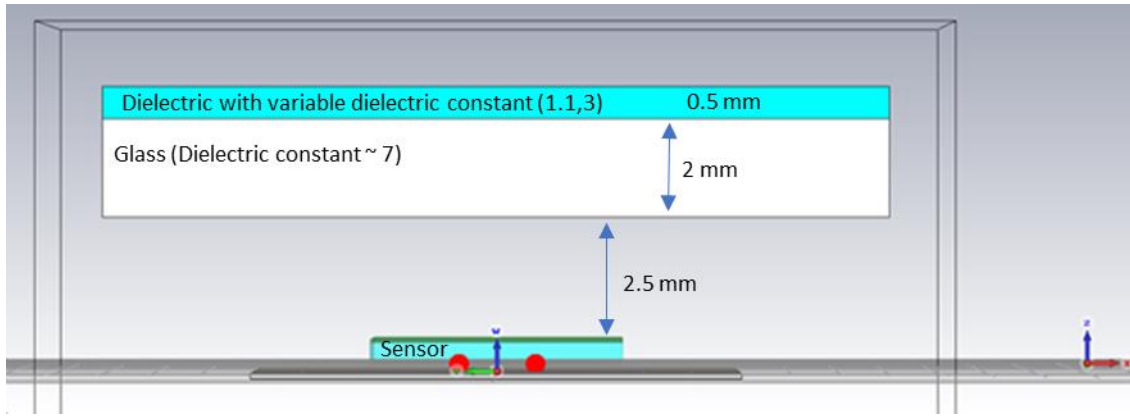 Dielectric with variable dielectric constant (1.1,3) 0.5 mm
Glass (Dielectric constant ~ 7)
2 mm
2.5 mm
Sensor
z
x